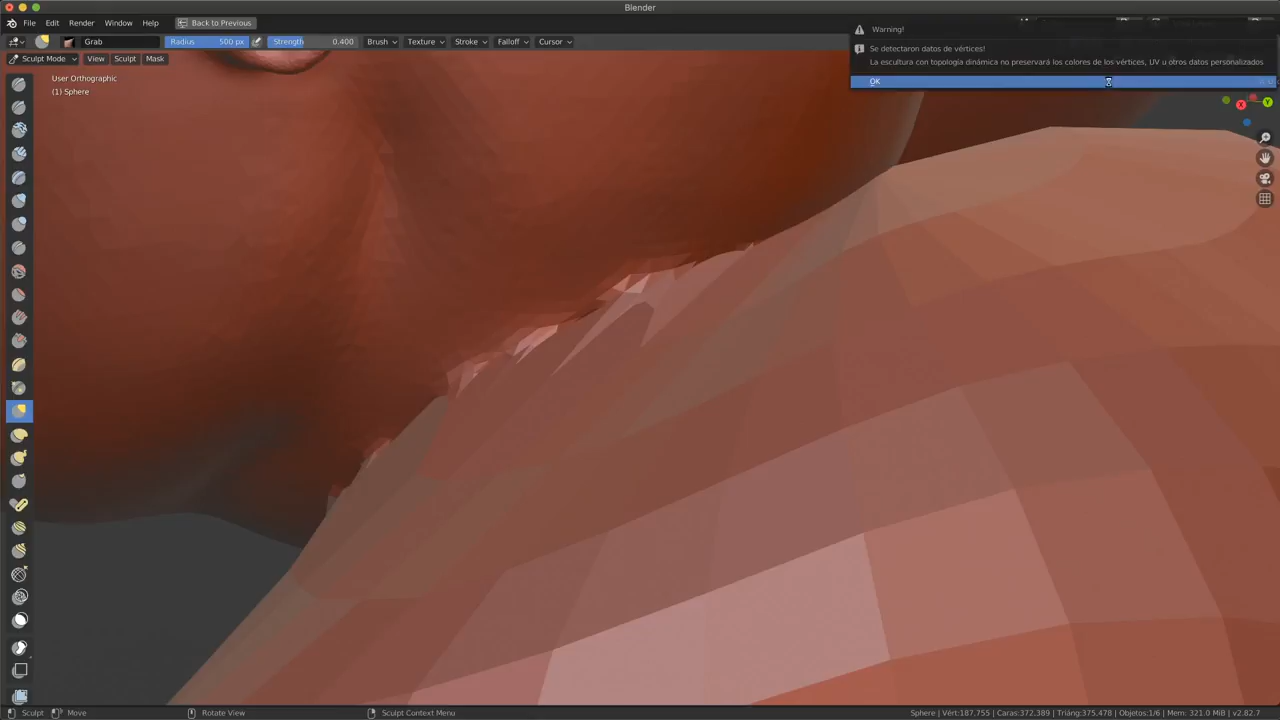 Blender
File Edit Render Window Help Back to Previous
Grab Radius 500 px Strength 0.400 Brush Texture Stroke Falloff Cursor
Warning!
Se detectaron datos de vértices!
La escultura con topología dinámica no preservará los colores de los vértices, UV u otros datos personalizados
OK
Sculpt Mode View Sculpt Mask
User Orthographic
(1) Sphere
X Y
Sculpt Move Rotate View Sculpt Context Menu Sphere | Vért:187,755 | Caras:372,389 | Triáng:375,478 | Objetos:1/6 | Mem: 321.0 MiB | v2.82.7